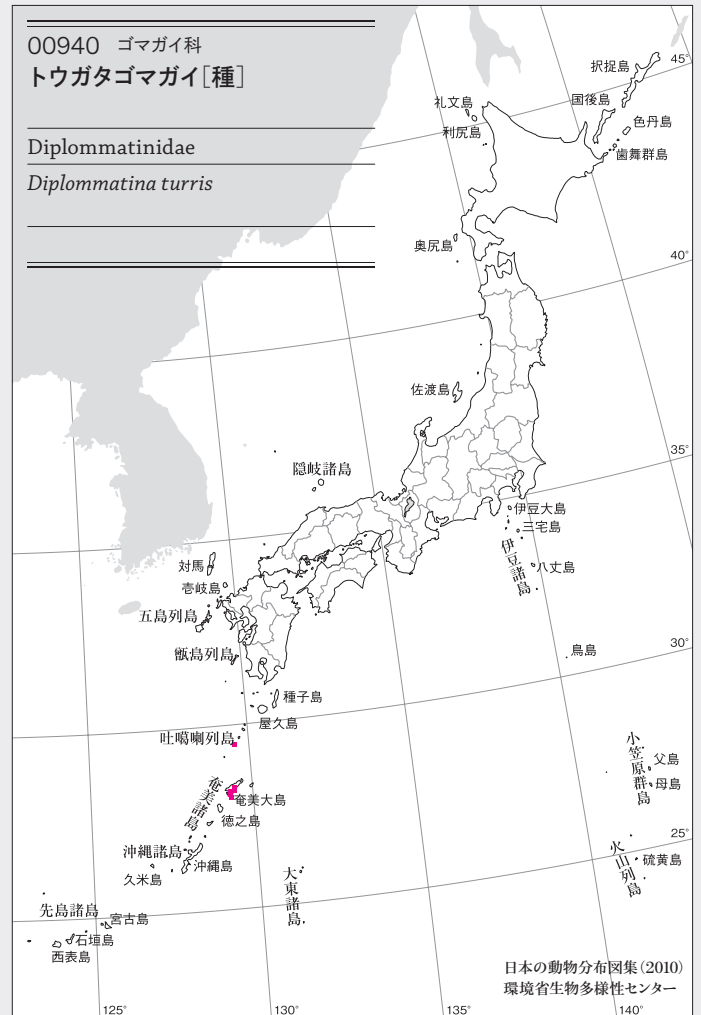 00940 ゴマガイ科
トウガタゴマガイ［種］
Diplommatinidae
Diplommatina turris
45°
択捉島
礼文島
国後島
利尻島
色丹島
歯舞群島
奥尻島
40°
佐渡島
35°
隠岐諸島
伊豆大島
三宅島
伊豆諸島
八丈島
対馬
壱岐島
五島列島
甑島列島
鳥島
30°
種子島
屋久島
吐噶喇列島
小笠原群島
父島
母島
奄美諸島
奄美大島
徳之島
25°
沖縄諸島
沖縄島
久米島
火山列島
硫黄島
大東諸島
先島諸島
宮古島
石垣島
西表島
日本の動物分布図集（2010）
環境省生物多様性センター
125°
130°
135°
140°